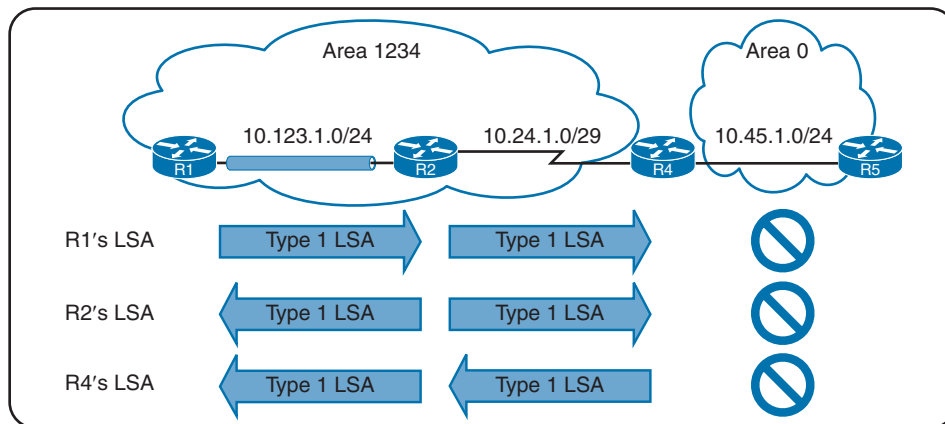 Area 1234
Area 0
10.123.1.0/24
10.24.1.0/29
10.45.1.0/24
R1
R2
R4
R5
R1′s LSA
Type 1 LSA
Type 1 LSA
R2′s LSA
Type 1 LSA
Type 1 LSA
R4′s LSA
Type 1 LSA
Type 1 LSA